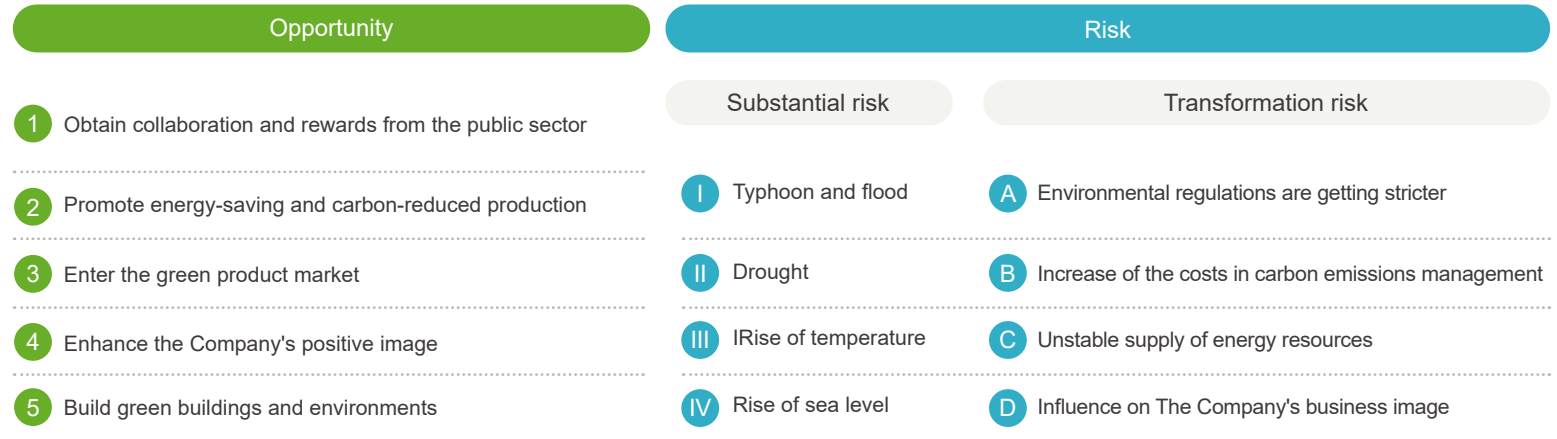 Opportunity
1 Obtain collaboration and rewards from the public sector
2 Promote energy-saving and carbon-reduced production
3 Enter the green product market
4 Enhance the Company's positive image
5 Build green buildings and environments
Risk
Substantial risk
I Typhoon and flood
II Drought
III IRise of temperature
IV Rise of sea level
Transformation risk
A Environmental regulations are getting stricter
B Increase of the costs in carbon emissions management
C Unstable supply of energy resources
D Influence on The Company's business image